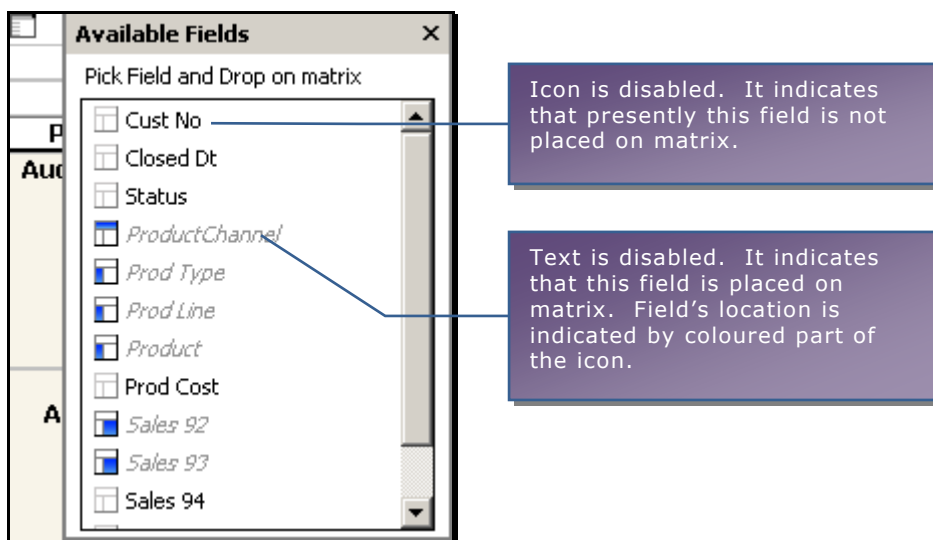 Available Fields
Pick Field and Drop on matrix
Cust No
Closed Dt
Status
ProductChannel
Prod Type
Prod Line
Product
Prod Cost
Sales 92
Sales 93
Sales 94
P
Aud
A
Icon is disabled.  It indicates
that presently this field is not
placed on matrix.
Text is disabled.  It indicates
that this field is placed on
matrix.  Field’s location is
indicated by coloured part of
the icon.